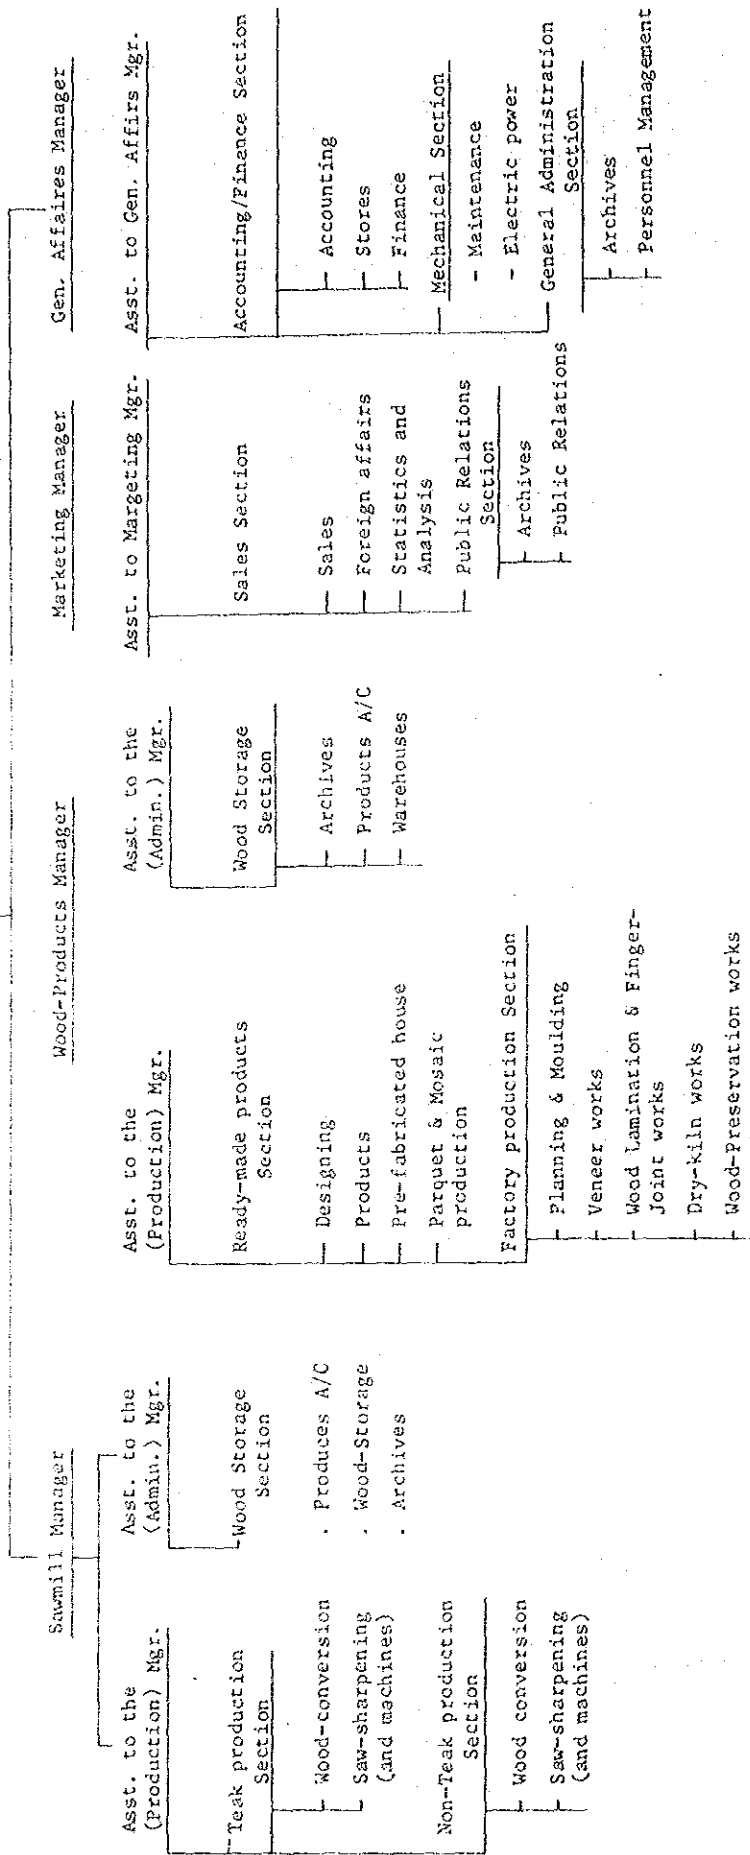 Sawmill Manager
Asst. to the
(Production) Mgr.
Teak production
Section
Wood-conversion
Saw-sharpening
(and machines)
Non-Teak production
Section
Wood conversion
Saw-sharpening
(and machines)
Asst. to the
(Admin.) Mgr.
Wood Storage
Section
. Produces A/C
. Wood-Storage
. Archives
Wood-Products Manager
Asst. to the
(Production) Mgr.
Ready-made products
Section
Designing
Products
Pre-fabricated house
Parquet & Mosaic
production
Factory production Section
Planning & Moulding
Veneer works
Wood Lamination & Finger-
Joint works
Dry-kiln works
Wood-Preservation works
Asst. to the
(Admin.) Mgr.
Wood Storage
Section
Archives
Products A/C
Warehouses
Marketing Manager
Asst. to Margeting Mgr.
Sales Section
Sales
Foreign affairs
Statistics and
Analysis
Public Relations
Section
Archives
Public Relations
Gen. Affaires Manager
Asst. to Gen. Affirs Mgr.
Accounting/Finance Section
Accounting
Stores
Finance
Mechanical Section
- Maintenance
- Electric power
General Administration
Section
Archives
Personnel Management